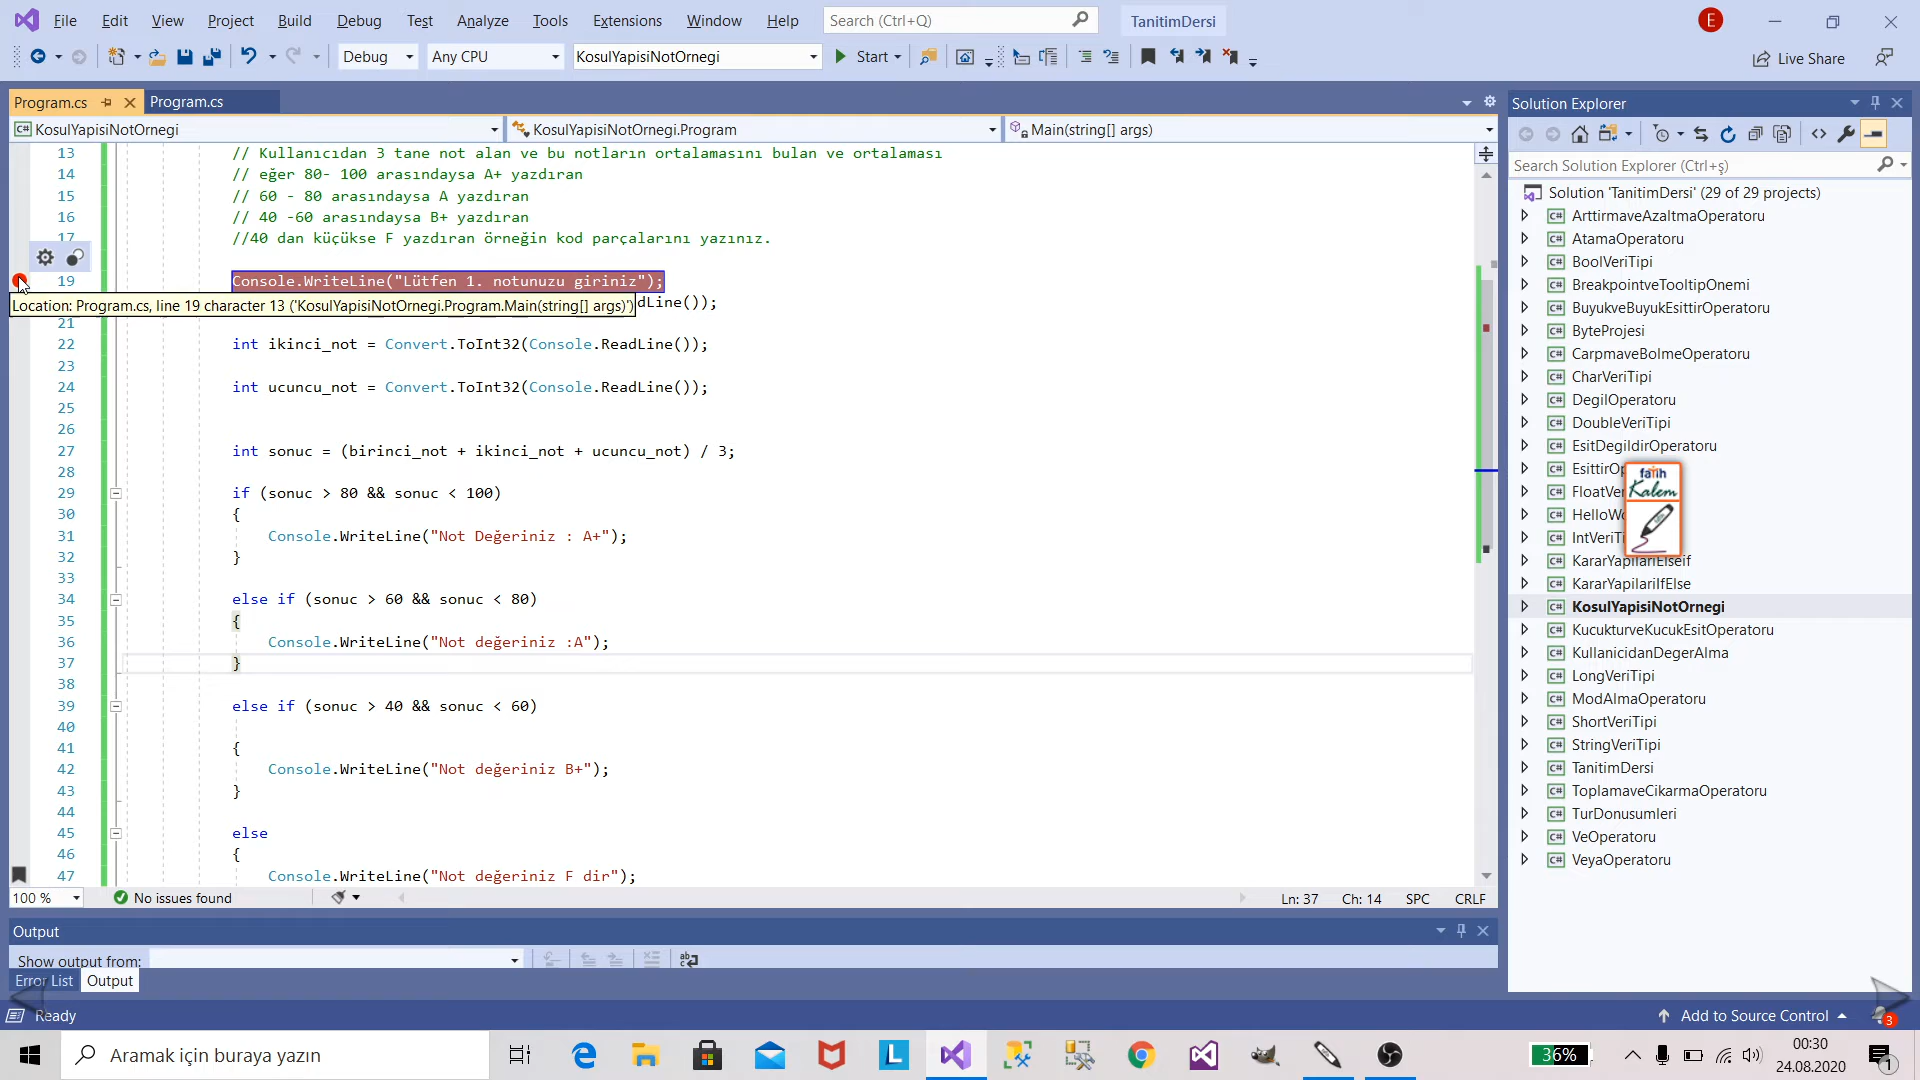 File Edit View Project Build Debug Test Analyze Tools Extensions Window Help Search (Ctrl+Q) TanitimDersi E
Debug Any CPU KosulYapisiNotOrnegi Start Live Share
Program.cs Program.cs
KosulYapisiNotOrnegi KosulYapisiNotOrnegi.Program Main(string[] args)
13 // Kullanıcıdan 3 tane not alan ve bu notların ortalamasını bulan ve ortalaması
14 // eğer 80- 100 arasındaysa A+ yazdıran
15 // 60 - 80 arasındaysa A yazdıran
16 // 40 -60 arasındaysa B+ yazdıran
17 //40 dan küçükse F yazdıran örneğin kod parçalarını yazınız.
19 Console.WriteLine("Lütfen 1. notunuzu giriniz");
Location: Program.cs, line 19 character 13 ('KosulYapisiNotOrnegi.Program.Main(string[] args)') dLine());
21
22 int ikinci_not = Convert.ToInt32(Console.ReadLine());
23
24 int ucuncu_not = Convert.ToInt32(Console.ReadLine());
25
26
27 int sonuc = (birinci_not + ikinci_not + ucuncu_not) / 3;
28
29 if (sonuc > 80 && sonuc < 100)
30 {
31 Console.WriteLine("Not Değeriniz : A+");
32 }
33
34 else if (sonuc > 60 && sonuc < 80)
35 {
36 Console.WriteLine("Not değeriniz :A");
37 }
38
39 else if (sonuc > 40 && sonuc < 60)
40
41 {
42 Console.WriteLine("Not değeriniz B+");
43 }
44
45 else
46 {
47 Console.WriteLine("Not değeriniz F dir");
100 % No issues found Ln: 37 Ch: 14 SPC CRLF
Output
Show output from:
Error List Output
Ready Add to Source Control 3
Solution Explorer
Search Solution Explorer (Ctrl+ş)
Solution 'TanitimDersi' (29 of 29 projects)
ArttirmaveAzaltmaOperatoru
AtamaOperatoru
BoolVeriTipi
BreakpointveTooltipOnemi
BuyukveBuyukEsittirOperatoru
ByteProjesi
CarpmaveBolmeOperatoru
CharVeriTipi
DegilOperatoru
DoubleVeriTipi
EsitDegildirOperatoru
EsittirOp
FloatVer
HelloWo
IntVeriTi
KararYapilariElseif
KararYapilariIfElse
KosulYapisiNotOrnegi
KucukturveKucukEsitOperatoru
KullanicidanDegerAlma
LongVeriTipi
ModAlmaOperatoru
ShortVeriTipi
StringVeriTipi
TanitimDersi
ToplamaveCikarmaOperatoru
TurDonusumleri
VeOperatoru
VeyaOperatoru
fatih
Kalem
Aramak için buraya yazın 36% 00:30
24.08.2020 1